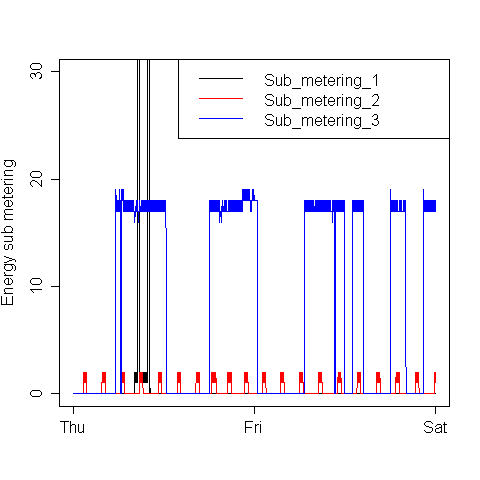 Sub_metering_1
Sub_metering_2
Sub_metering_3
Energy sub metering
30
20
10
0
Thu
Fri
Sat